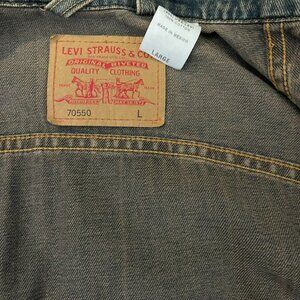 LEVI STRAUSS & CO.
ORIGINAL RIVETED
QUALITY CLOTHING
70550 L
MADE IN MEXICO
LARGE